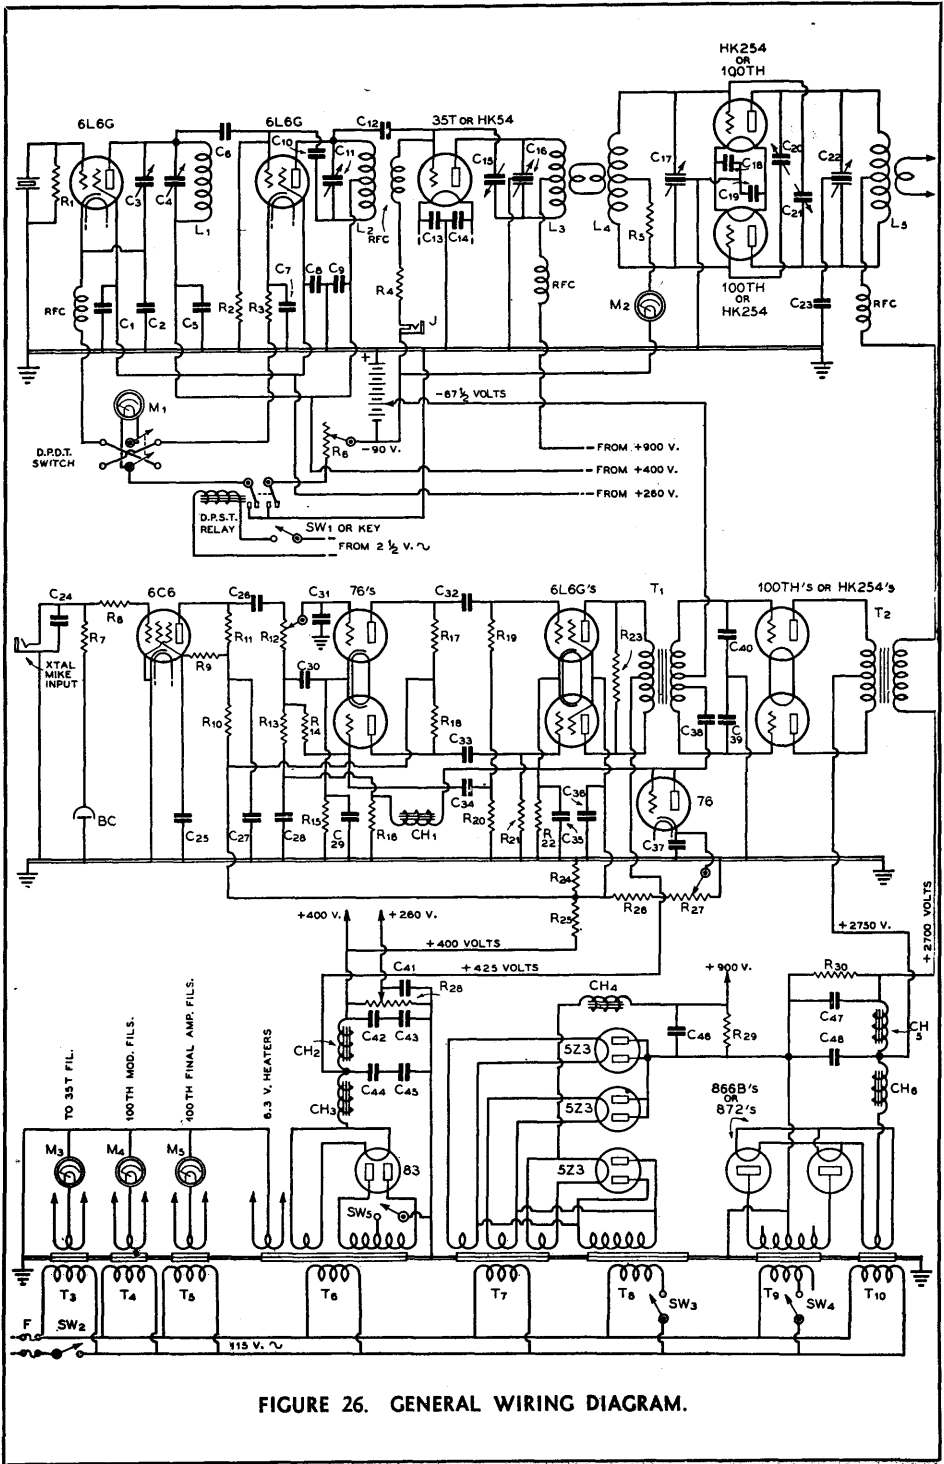 HK254
OR
100TH
6L6G
6L6G
C12
35T OR HK54
C6
C10
C11
C15
C16
C17
C18
C19
C20
C21
C22
R1
C3
C4
L1
L2
RFC
C13
C14
L3
L4
R5
L5
RFC
C1
C2
C5
R2
R3
C7
C8
C9
R4
J
RFC
M2
100TH
OR
HK254
C23
RFC
+
-67½ VOLTS
M1
D.P.D.T.
SWITCH
R6
-90 V.
FROM +900 V.
FROM +400 V.
FROM +260 V.
D.P.S.T.
RELAY
SW1 OR KEY
FROM 2½ V. ~
C24
6C6
C26
C31
76's
C32
6L6G's
T1
100TH's OR HK254's
T2
R8
R7
R9
R11
R12
R17
R19
R23
C40
XTAL
MIKE
INPUT
C30
R10
R13
R14
R18
C33
C38
C39
C34
76
BC
C25
C27
C28
R15
C29
R16
CH1
R20
R21
R22
C36
C35
C37
R24
R25
R26
R27
+400 V.
+260 V.
+400 VOLTS
+425 VOLTS
+2750 V.
+2700 VOLTS
C41
R28
+900 V.
R30
CH4
C47
C42
C43
CH2
5Z3
C46
R29
C48
CH5
C44
C45
CH3
5Z3
CH6
866B's
OR
872's
TO 35T FIL.
100TH MOD. FILS.
100TH FINAL AMP. FILS.
6.3 V. HEATERS
M3
M4
M5
83
5Z3
SW5
T3
T4
T5
T6
T7
T8
SW3
T9
SW4
T10
F
SW2
115 V. ~
FIGURE 26. GENERAL WIRING DIAGRAM.